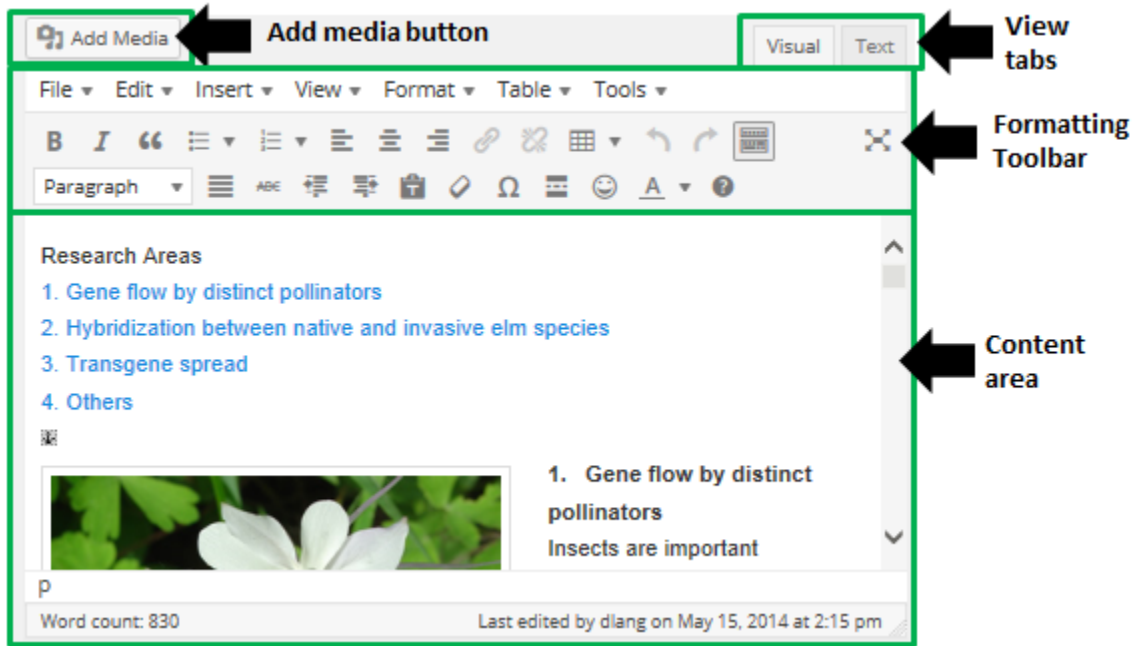 Add Media
Add media button
Visual
Text
View
tabs
File Edit Insert View Format Table Tools
Formatting
Toolbar
B I “ ABC
Paragraph ABC T Ω A ?
Research Areas
1. Gene flow by distinct pollinators
2. Hybridization between native and invasive elm species
3. Transgene spread
4. Others
Content
area
1. Gene flow by distinct
pollinators
Insects are important
p
Word count: 830
Last edited by dlang on May 15, 2014 at 2:15 pm